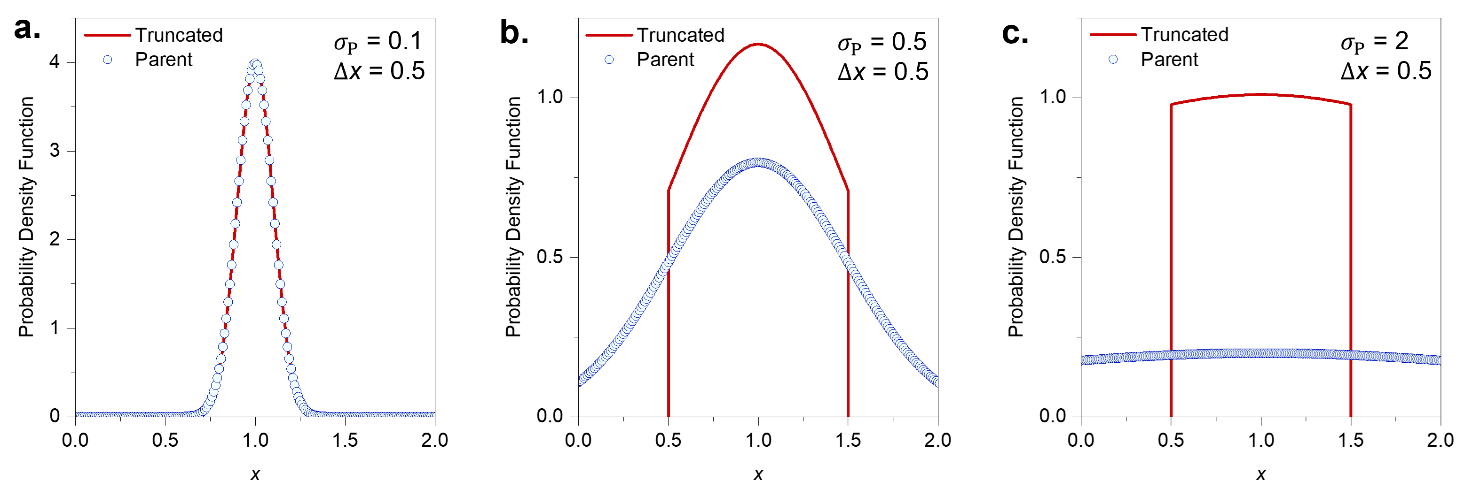 a.
Truncated
Parent
σP = 0.1
Δx = 0.5
Probability Density Function
4
3
2
1
0
0.0 0.5 1.0 1.5 2.0
x
b.
Truncated
Parent
σP = 0.5
Δx = 0.5
Probability Density Function
1.0
0.5
0.0
0.0 0.5 1.0 1.5 2.0
x
c.
Truncated
Parent
σP = 2
Δx = 0.5
Probability Density Function
1.0
0.5
0.0
0.0 0.5 1.0 1.5 2.0
x